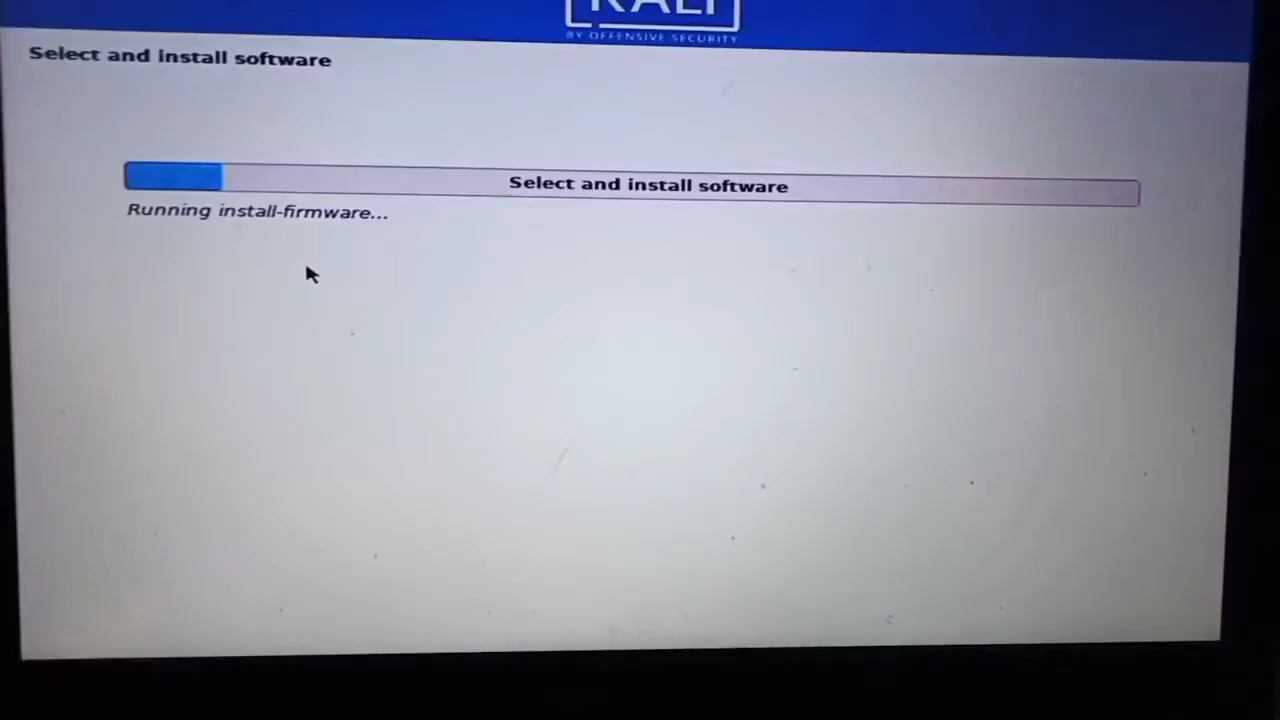 KALI
BY OFFENSIVE SECURITY
Select and install software
Select and install software
Running install-firmware...